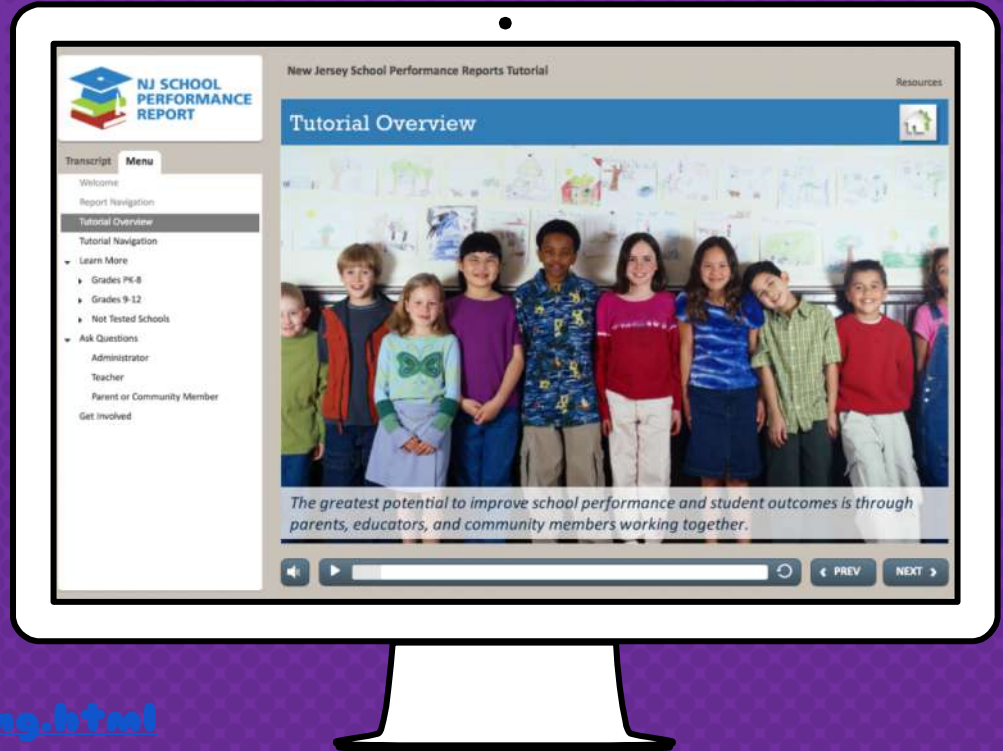 NJ SCHOOL
PERFORMANCE
REPORT
New Jersey School Performance Reports Tutorial
Resources
Tutorial Overview
Transcript Menu
Welcome
Report Navigation
Tutorial Overview
Tutorial Navigation
Learn More
Grades PK-8
Grades 9-12
Not Tested Schools
Ask Questions
Administrator
Teacher
Parent or Community Member
Get Involved
The greatest potential to improve school performance and student outcomes is through
parents, educators, and community members working together.
PREV
NEXT
ng.html